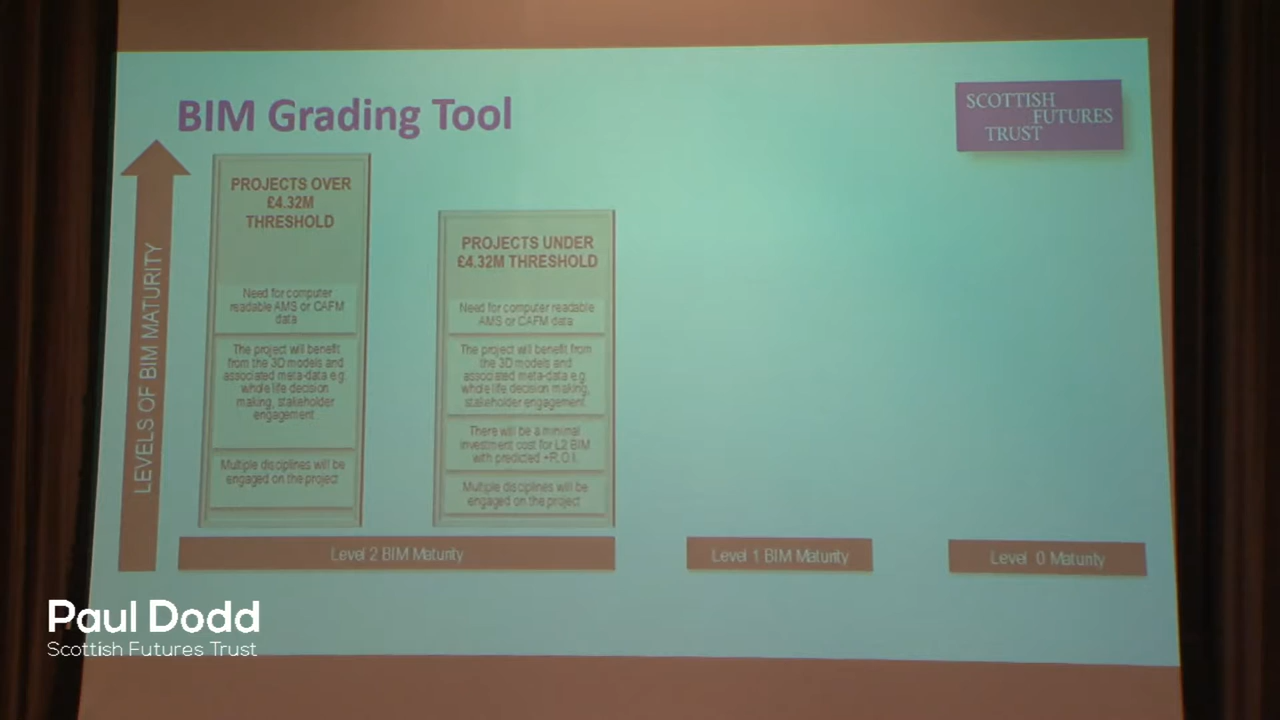 BIM Grading Tool
SCOTTISH
FUTURES
TRUST
LEVELS OF BIM MATURITY
PROJECTS OVER
£4.32M
THRESHOLD
Need for computer
readable AMS or CAFM
data
The project will benefit
from the 3D models and
associated meta-data e.g.
whole life decision
making, stakeholder
engagement.
Multiple disciplines will be
engaged on the project
PROJECTS UNDER
£4.32M THRESHOLD
Need for computer readable
AMS or CAFM data
The project will benefit from
the 3D models and
associated meta-data e.g.
whole life decision making,
stakeholder engagement.
There will be a minimal
investment cost for L2 BIM
with predicted +R.O.I.
Multiple disciplines will be
engaged on the project
Level 2 BIM Maturity
Level 1 BIM Maturity
Level 0 Maturity
Paul Dodd
Scottish Futures Trust